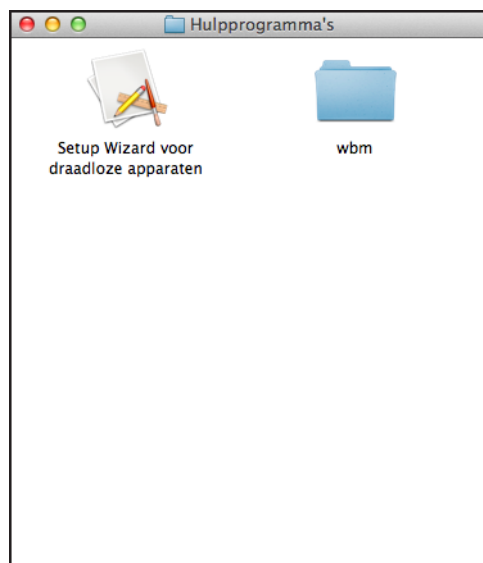 Hulpprogramma's
Setup Wizard voor
draadloze apparaten
wbm